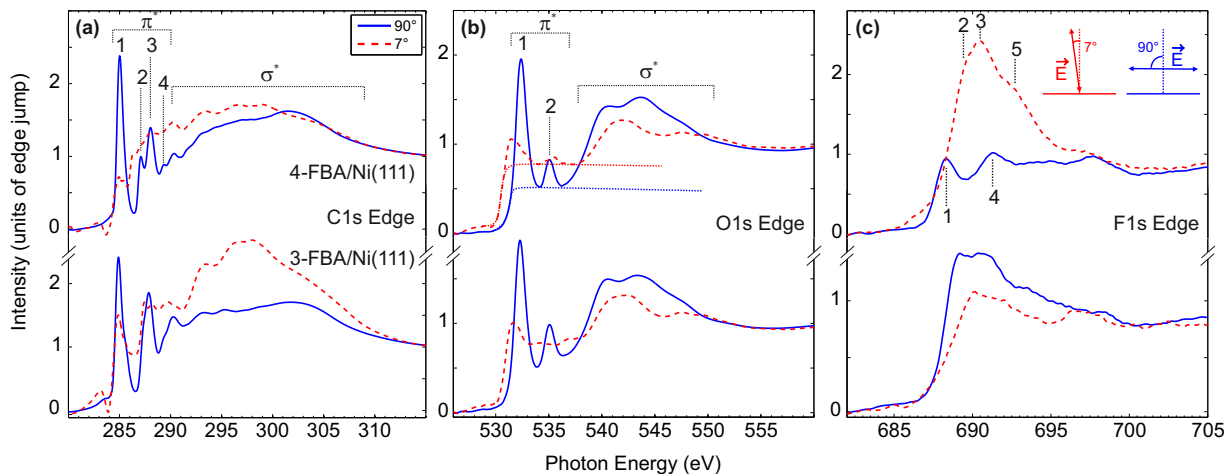 (a)
π*
1
3
2
4
90°
7°
σ*
4-FBA/Ni(111)
C1s Edge
3-FBA/Ni(111)
2
1
0
2
1
0
285 290 295 300 305 310
(b)
π*
1
2
σ*
O1s Edge
2
1
0
1
0
530 535 540 545 550 555
(c)
2
3
5
1
4
7°
E
90°
E
F1s Edge
2
1
0
1
0
685 690 695 700 705
Intensity (units of edge jump)
Photon Energy (eV)